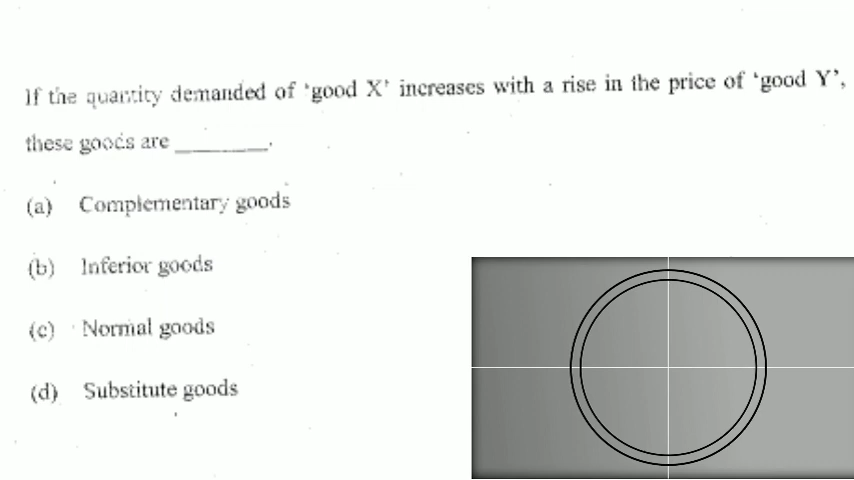 If the quantity demanded of 'good X' increases with a rise in the price of 'good Y',
these goods are ________.
(a) Complementary goods
(b) Inferior goods
(c) Normal goods
(d) Substitute goods